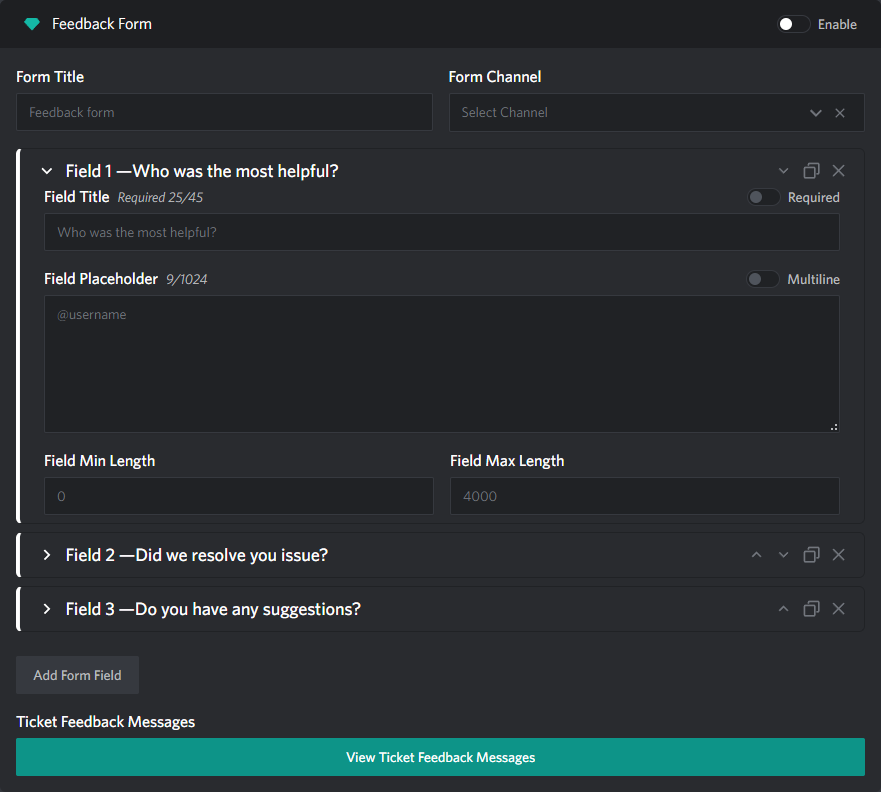 Feedback Form
Enable
Form Title
Form Channel
Feedback form
Select Channel
Field 1 —Who was the most helpful?
Field Title Required 25/45
Required
Who was the most helpful?
Field Placeholder 9/1024
Multiline
@username
Field Min Length
Field Max Length
0
4000
Field 2 —Did we resolve you issue?
Field 3 —Do you have any suggestions?
Add Form Field
Ticket Feedback Messages
View Ticket Feedback Messages